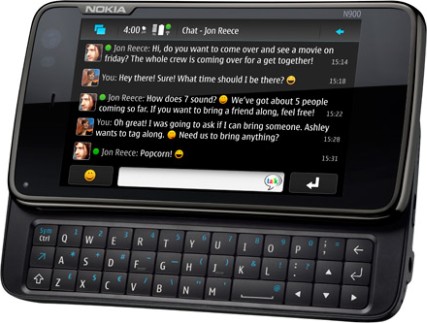 NOKIA
N900
4:00 Chat - Jon Reece
Jon Reece: Hi, do you want to come over and see a movie on
friday? The whole crew is coming over for a get together!
15:14
You: Hey there! Sure! What time should I be there?
15:18
Jon Reece: How does 7 sound? We've got about 5 people
coming so far. If you want to bring a friend along, feel free!
15:22
You: Oh great! I was going to ask if I can bring someone. Ashley
wants to tag along. Need us to bring anything?
15:28
Jon Reece: Popcorn!
15:31
talk
Sym
Ctrl Q W E R T Y U I O P
A S D F G H J K L
Z X C V B N M